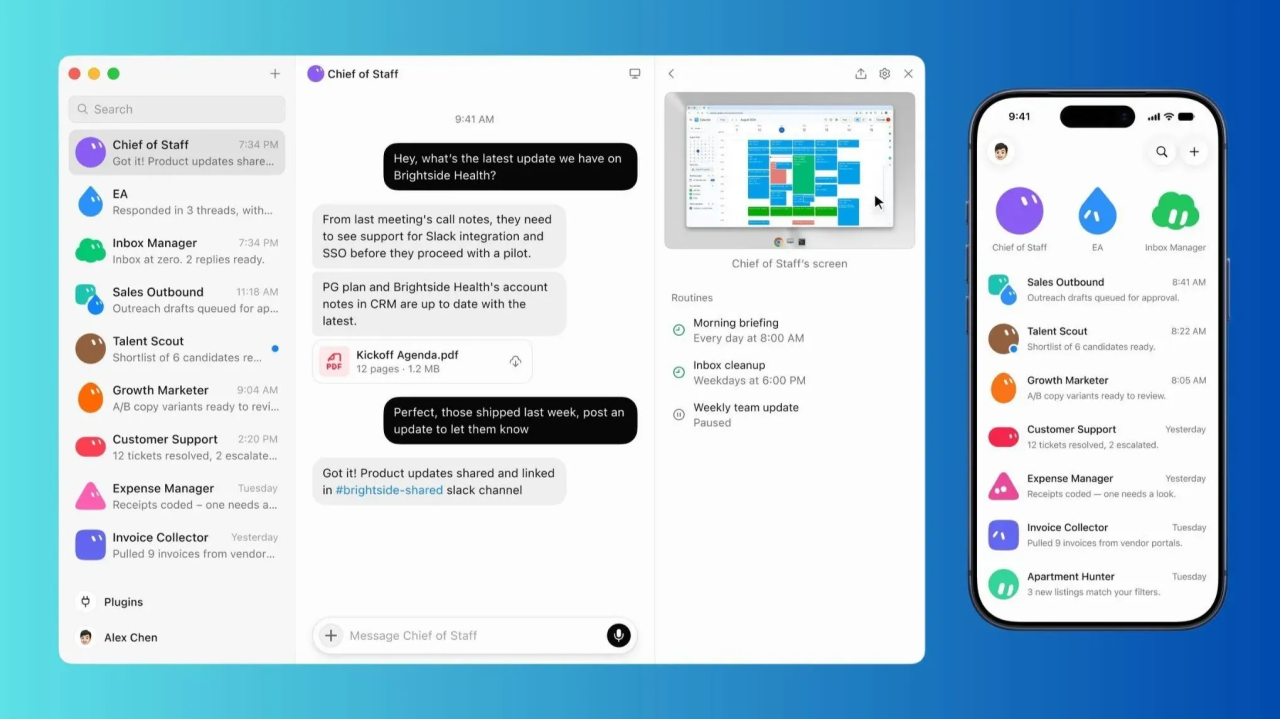 Search
Chief of Staff
7:34 PM
Got it! Product updates share...
EA
Responded in 3 threads, with...
Inbox Manager
7:34 PM
Inbox at zero. 2 replies ready.
Sales Outbound
11:18 AM
Outreach drafts queued for ap...
Talent Scout
Shortlist of 6 candidates re...
Growth Marketer
9:04 AM
A/B copy variants ready to revi...
Customer Support
2:20 PM
12 tickets resolved, 2 escalate...
Expense Manager
Tuesday
Receipts coded – one needs a...
Invoice Collector
Yesterday
Pulled 9 invoices from vendor...
Plugins
Alex Chen
Chief of Staff
9:41 AM
Hey, what's the latest update we have on
Brightside Health?
From last meeting's call notes, they need
to see support for Slack integration and
SSO before they proceed with a pilot.
PG plan and Brightside Health's account
notes in CRM are up to date with the
latest.
PDF
Kickoff Agenda.pdf
12 pages · 1.2 MB
Perfect, those shipped last week, post an
update to let them know
Got it! Product updates shared and linked
in #brightside-shared slack channel
Message Chief of Staff
Chief of Staff's screen
Routines
Morning briefing
Every day at 8:00 AM
Inbox cleanup
Weekdays at 6:00 PM
Weekly team update
Paused
9:41
Chief of Staff
EA
Inbox Manager
Sales Outbound
8:41 AM
Outreach drafts queued for approval.
Talent Scout
8:22 AM
Shortlist of 6 candidates ready.
Growth Marketer
8:05 AM
A/B copy variants ready to review.
Customer Support
Yesterday
12 tickets resolved, 2 escalated.
Expense Manager
Yesterday
Receipts coded — one needs a look.
Invoice Collector
Tuesday
Pulled 9 invoices from vendor portals.
Apartment Hunter
Tuesday
3 new listings match your filters.